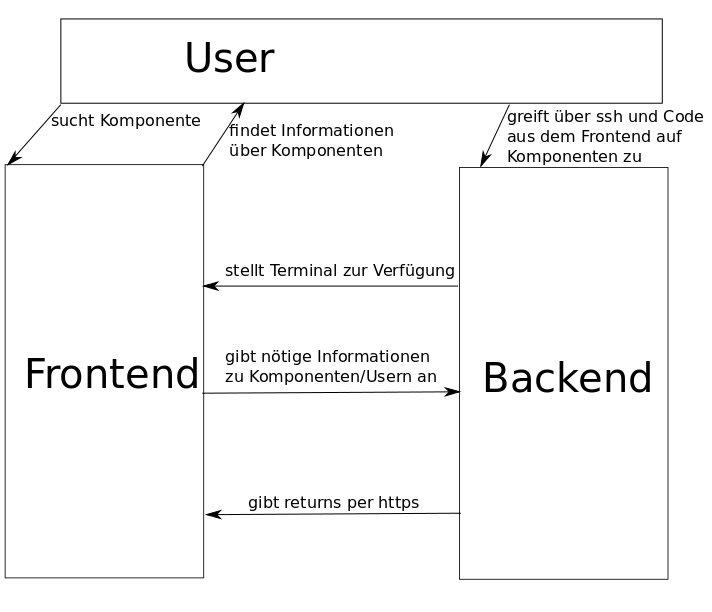 User
sucht Komponente
findet Informationen
über Komponenten
greift über ssh und Code
aus dem Frontend auf
Komponenten zu
stellt Terminal zur Verfügung
Frontend
gibt nötige Informationen
zu Komponenten/Usern an
Backend
gibt returns per https